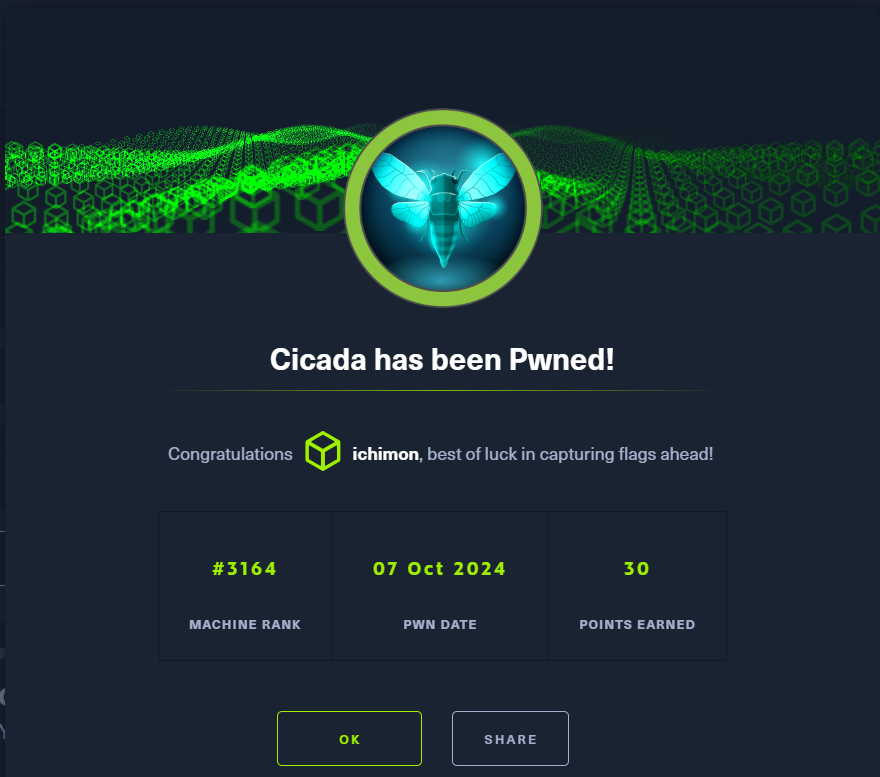 Cicada has been Pwned!
Congratulations ichimon, best of luck in capturing flags ahead!
#3164 07 Oct 2024 30
MACHINE RANK PWN DATE POINTS EARNED
OK SHARE